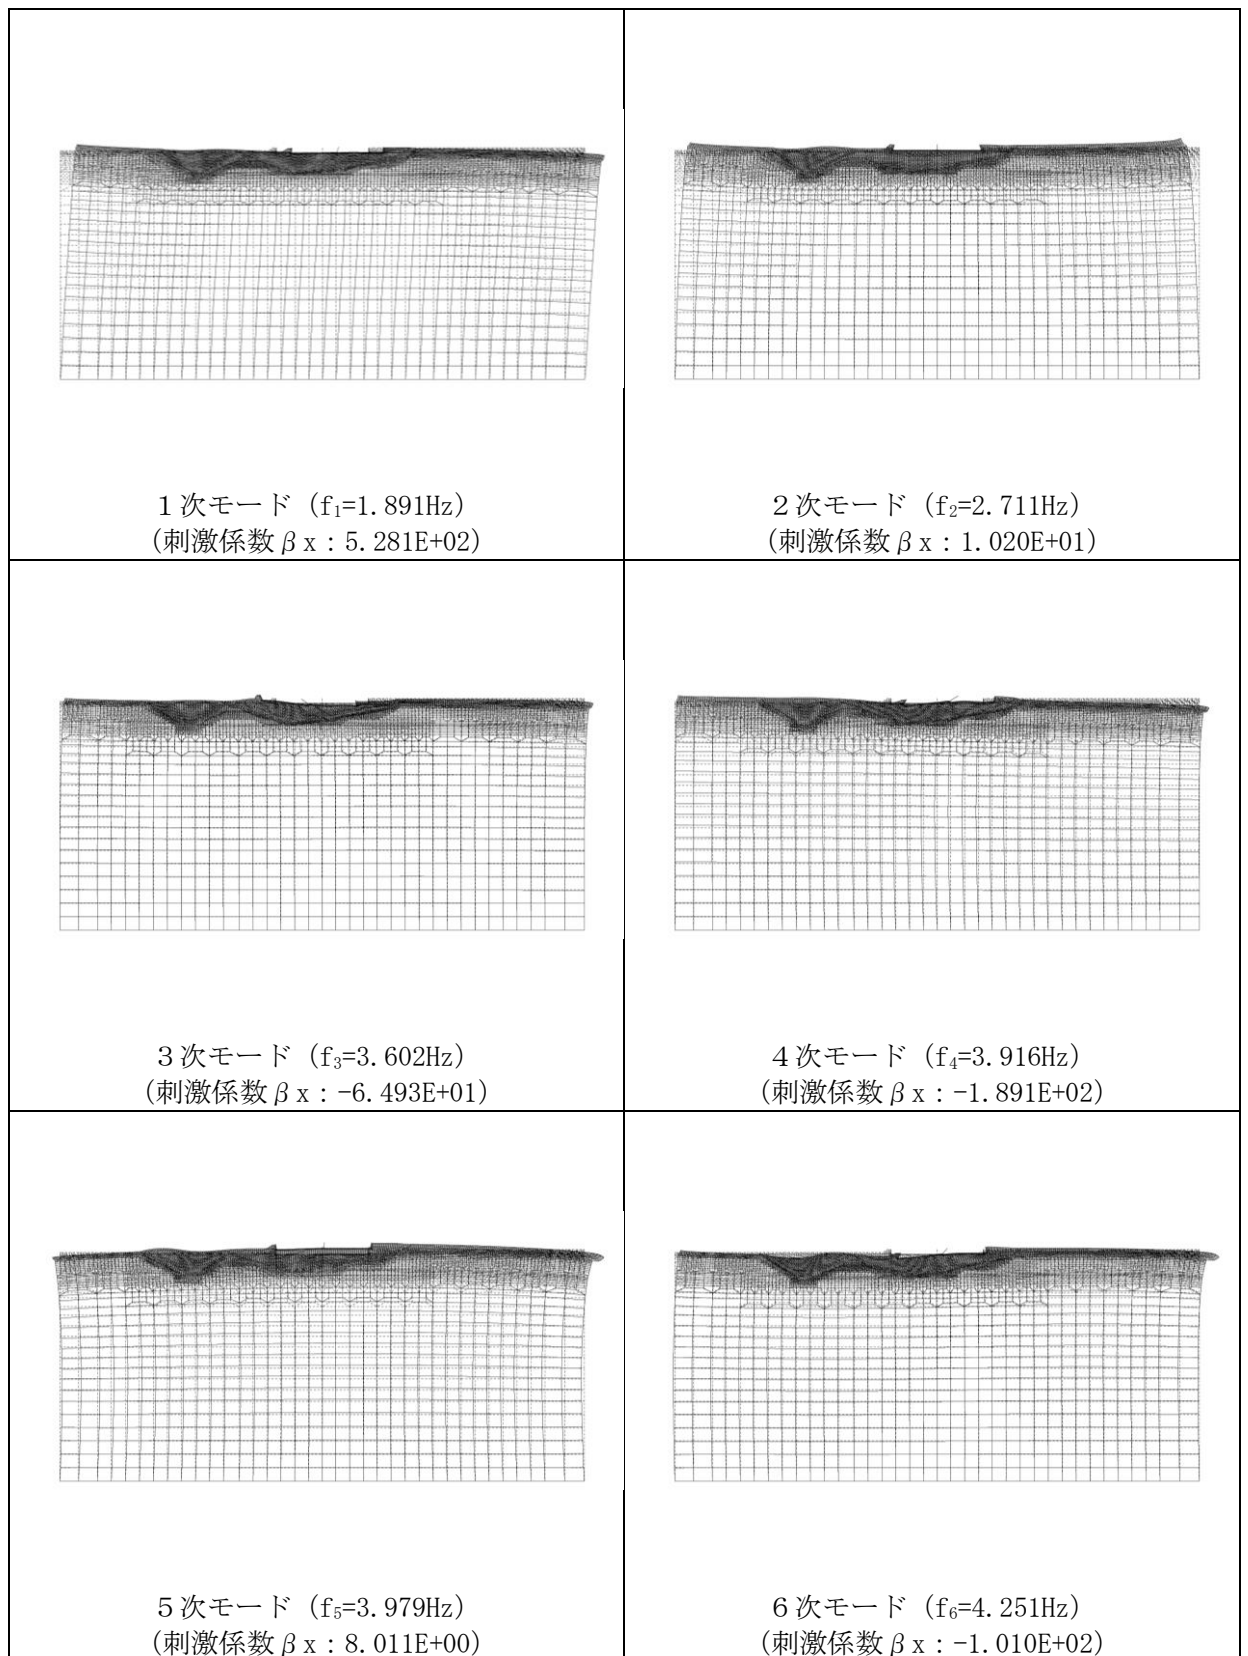 １次モード（f₁=1.891Hz）
（刺激係数βx：5.281E+02）
２次モード（f₂=2.711Hz）
（刺激係数βx：1.020E+01）
３次モード（f₃=3.602Hz）
（刺激係数βx：-6.493E+01）
４次モード（f₄=3.916Hz）
（刺激係数βx：-1.891E+02）
５次モード（f₅=3.979Hz）
（刺激係数βx：8.011E+00）
６次モード（f₆=4.251Hz）
（刺激係数βx：-1.010E+02）